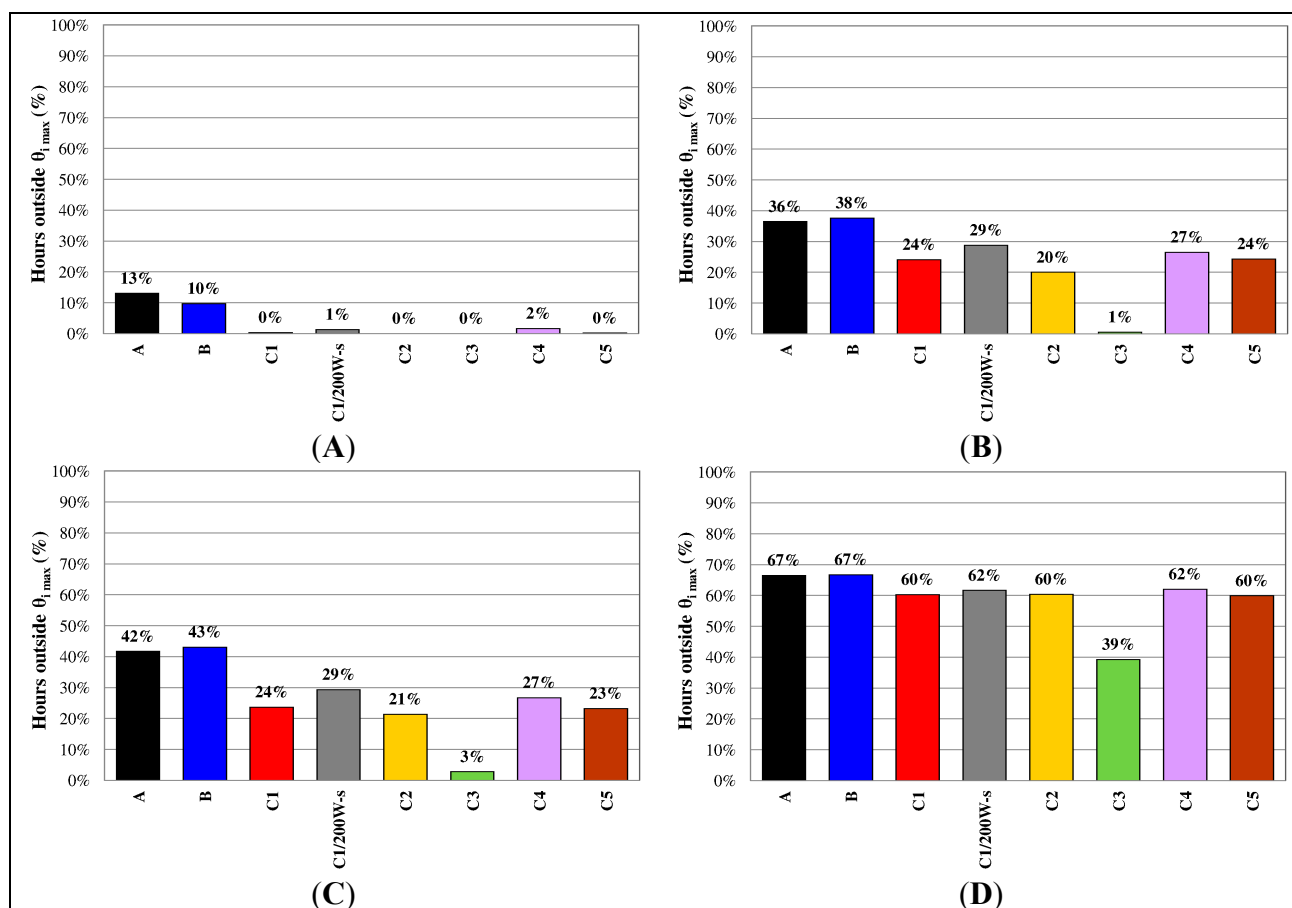 Hours outside θi max (%)
100%
90%
80%
70%
60%
50%
40%
30%
20%
10%
0%
13%
10%
0%
1%
0%
0%
2%
0%
A
B
C1
C1/200W-s
C2
C3
C4
C5
(A)
Hours outside θi max (%)
100%
90%
80%
70%
60%
50%
40%
30%
20%
10%
0%
36%
38%
24%
29%
20%
1%
27%
24%
A
B
C1
C1/200W-s
C2
C3
C4
C5
(B)
Hours outside θi max (%)
100%
90%
80%
70%
60%
50%
40%
30%
20%
10%
0%
42%
43%
24%
29%
21%
3%
27%
23%
A
B
C1
C1/200W-s
C2
C3
C4
C5
(C)
Hours outside θi max (%)
100%
90%
80%
70%
60%
50%
40%
30%
20%
10%
0%
67%
67%
60%
62%
60%
39%
62%
60%
A
B
C1
C1/200W-s
C2
C3
C4
C5
(D)